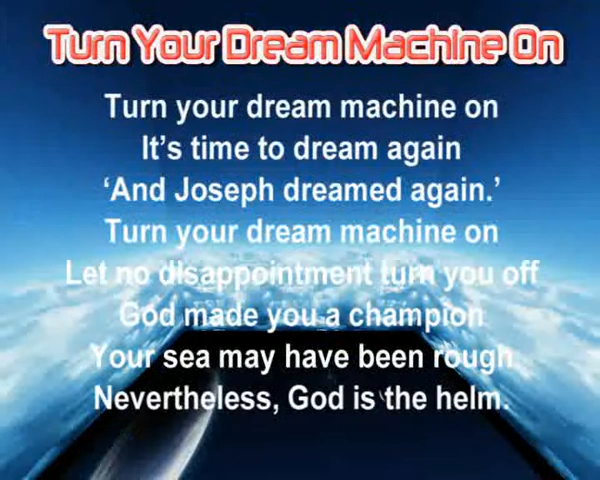 Turn Your Dream Machine On
Turn your dream machine on
It's time to dream again
‘And Joseph dreamed again.’
Turn your dream machine on
Let no disappointment turn you off
God made you a champion
Your sea may have been rough
Nevertheless, God is the helm.